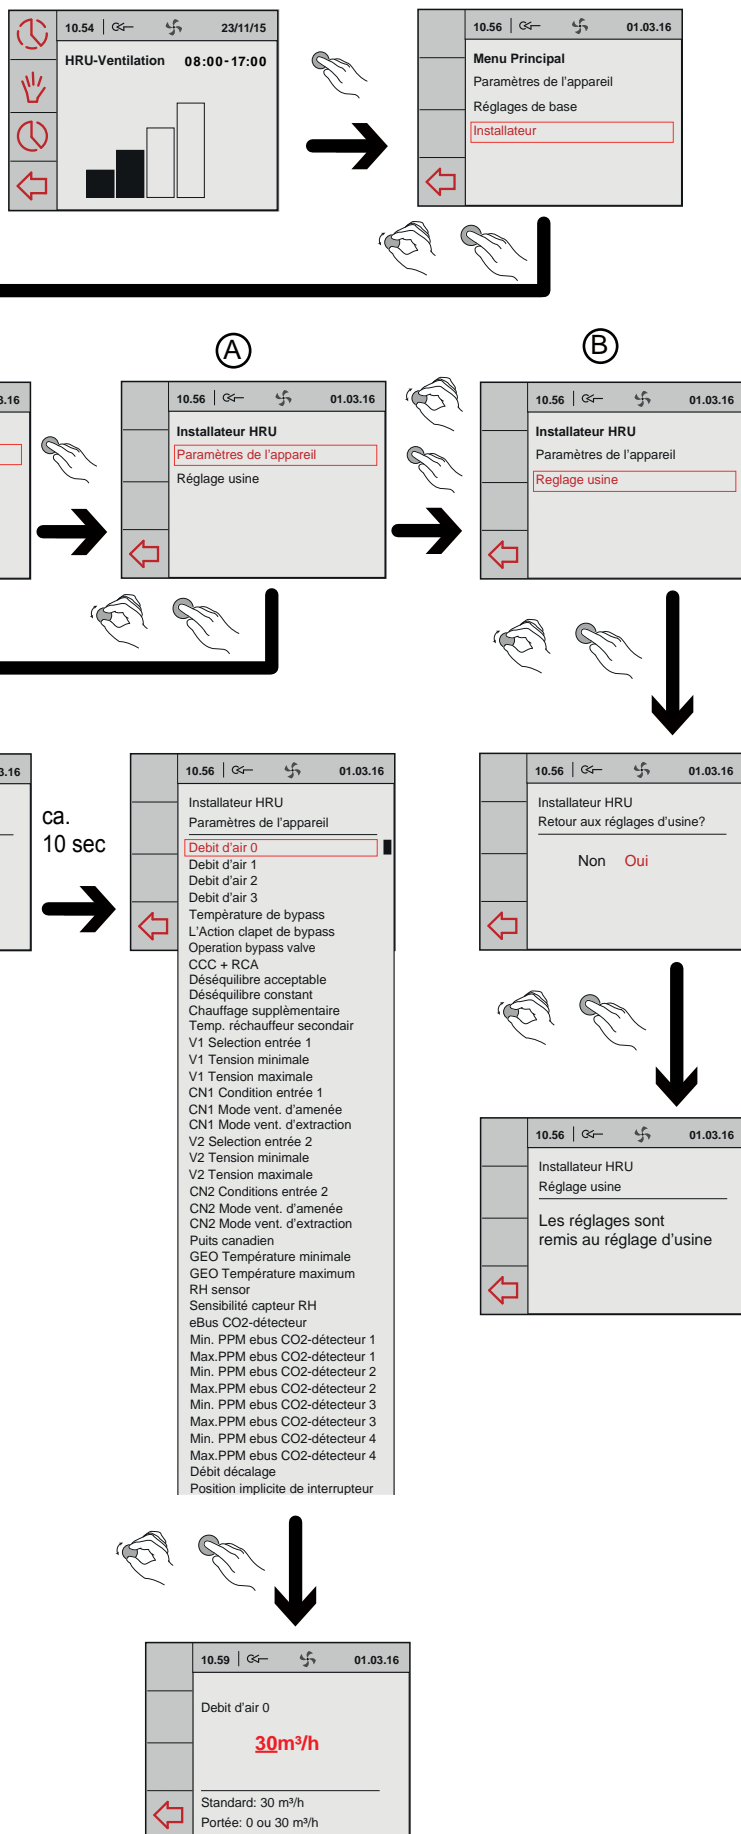 10.54 23/11/15
HRU-Ventilation 08:00-17:00
10.56 01.03.16
Menu Principal
Paramètres de l'appareil
Réglages de base
Installateur
A
B
3.16
10.56 01.03.16
Installateur HRU
Paramètres de l'appareil
Réglage usine
10.56 01.03.16
Installateur HRU
Paramètres de l'appareil
Reglage usine
3.16
ca.
10 sec
10.56 01.03.16
Installateur HRU
Paramètres de l'appareil
Debit d'air 0
Debit d'air 1
Debit d'air 2
Debit d'air 3
Tempèrature de bypass
L'Action clapet de bypass
Operation bypass valve
CCC + RCA
Déséquilibre acceptable
Déséquilibre constant
Chauffage supplèmentaire
Temp. réchauffeur secondair
V1 Selection entrée 1
V1 Tension minimale
V1 Tension maximale
CN1 Condition entrée 1
CN1 Mode vent. d'amenée
CN1 Mode vent. d'extraction
V2 Selection entrée 2
V2 Tension minimale
V2 Tension maximale
CN2 Conditions entrée 2
CN2 Mode vent. d'amenée
CN2 Mode vent. d'extraction
Puits canadien
GEO Température minimale
GEO Température maximum
RH sensor
Sensibilité capteur RH
eBus CO2-détecteur
Min. PPM ebus CO2-détecteur 1
Max.PPM ebus CO2-détecteur 1
Min. PPM ebus CO2-détecteur 2
Max.PPM ebus CO2-détecteur 2
Min. PPM ebus CO2-détecteur 3
Max.PPM ebus CO2-détecteur 3
Min. PPM ebus CO2-détecteur 4
Max.PPM ebus CO2-détecteur 4
Débit décalage
Position implicite de interrupteur
10.56 01.03.16
Installateur HRU
Retour aux réglages d'usine?
Non Oui
10.56 01.03.16
Installateur HRU
Réglage usine
Les réglages sont
remis au réglage d'usine
10.59 01.03.16
Debit d'air 0
30m³/h
Standard: 30 m³/h
Portée: 0 ou 30 m³/h